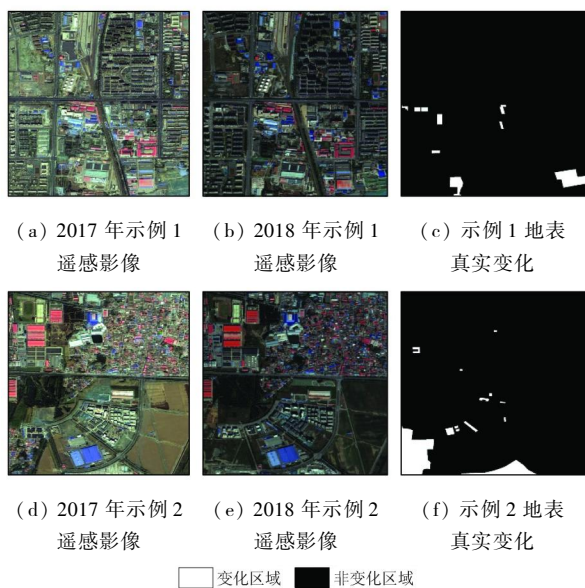 (a) 2017 年示例 1 (b) 2018 年示例 1 (c) 示例 1 地表
遥感影像 遥感影像 真实变化
(d) 2017 年示例 2 (e) 2018 年示例 2 (f) 示例 2 地表
遥感影像 遥感影像 真实变化
变化区域 非变化区域